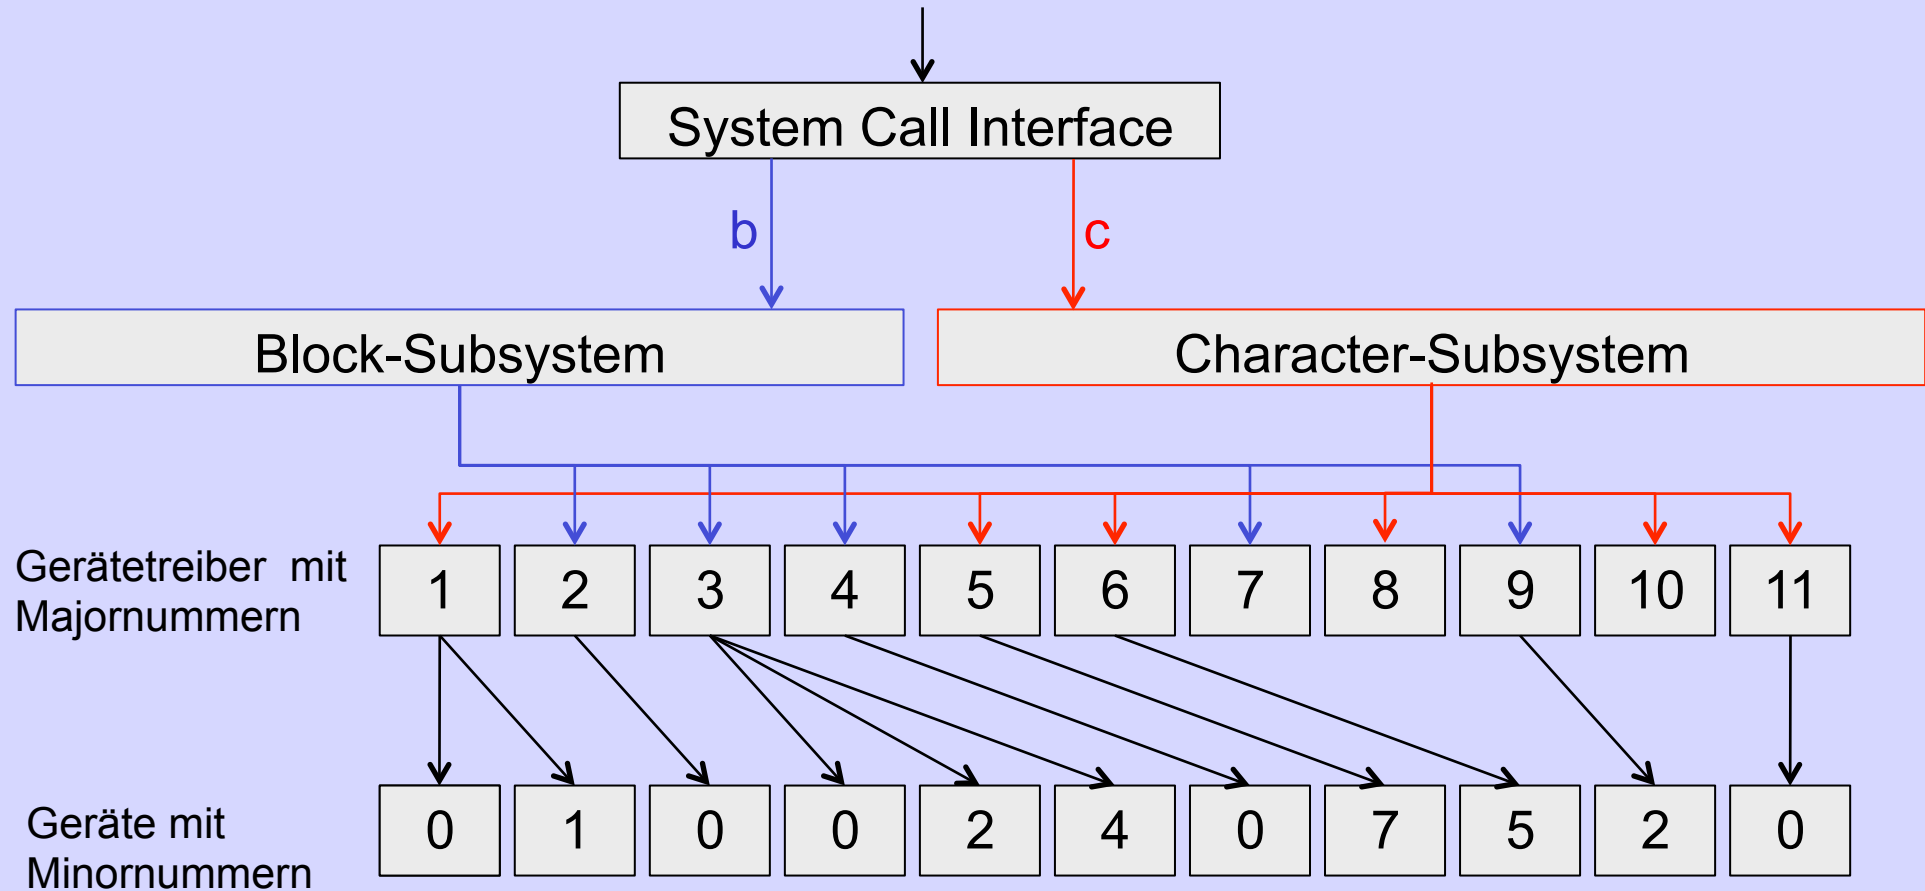 System Call Interface
b
c
Block-Subsystem
Character-Subsystem
Gerätetreiber mit
Majornummern
1 2 3 4 5 6 7 8 9 10 11
Geräte mit
Minornummern
0 1 0 0 2 4 0 7 5 2 0